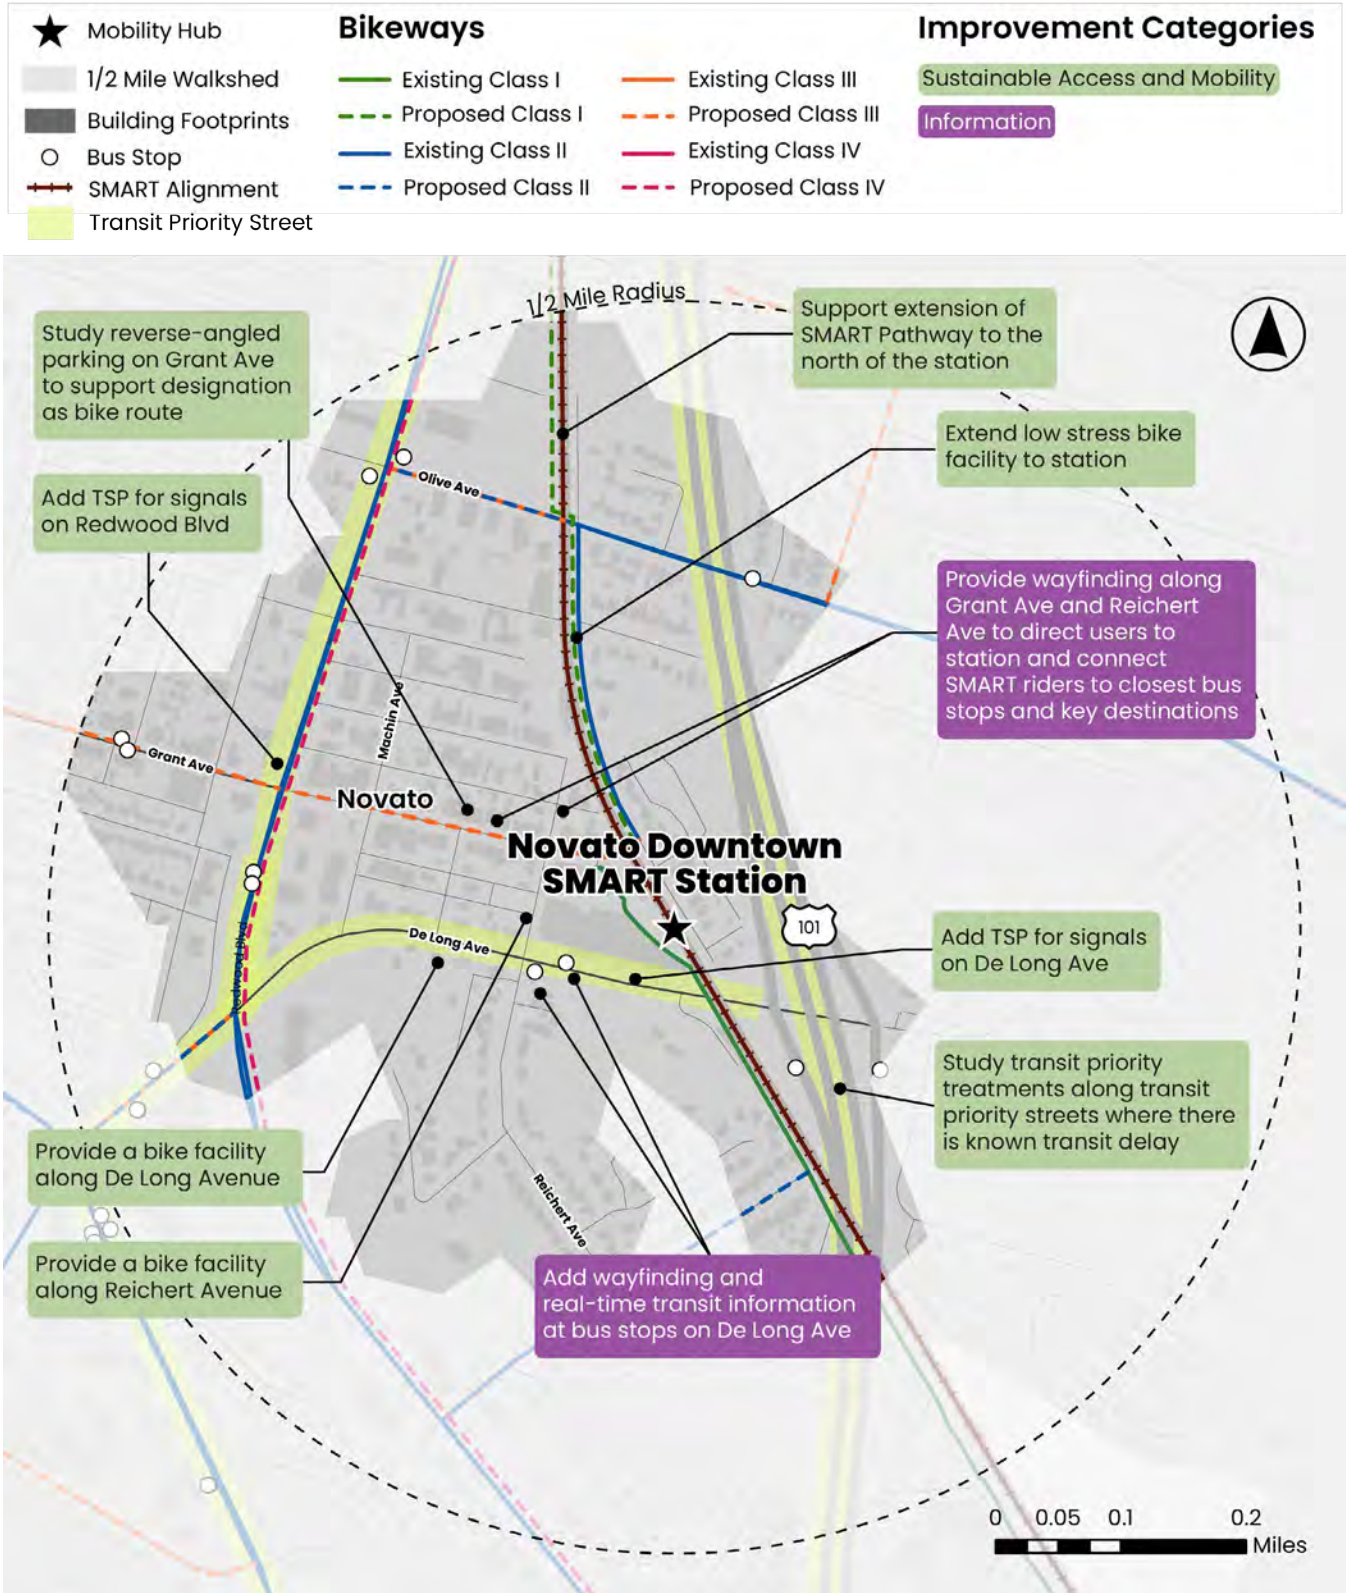 Mobility Hub
1/2 Mile Walkshed
Building Footprints
Bus Stop
SMART Alignment
Transit Priority Street
Bikeways
Existing Class I
Proposed Class I
Existing Class II
Proposed Class II
Existing Class III
Proposed Class III
Existing Class IV
Proposed Class IV
Improvement Categories
Sustainable Access and Mobility
Information
1/2 Mile Radius
Study reverse-angled
parking on Grant Ave
to support designation
as bike route
Support extension of
SMART Pathway to the
north of the station
Extend low stress bike
facility to station
Add TSP for signals
on Redwood Blvd
Olive Ave
Provide wayfinding along
Grant Ave and Reichert
Ave to direct users to
station and connect
SMART riders to closest bus
stops and key destinations
Machin Ave
Grant Ave
Novato
Novato Downtown
SMART Station
101
De Long Ave
Redwood Blvd
Add TSP for signals
on De Long Ave
Study transit priority
treatments along transit
priority streets where there
is known transit delay
Provide a bike facility
along De Long Avenue
Reichert Ave
Provide a bike facility
along Reichert Avenue
Add wayfinding and
real-time transit information
at bus stops on De Long Ave
0 0.05 0.1 0.2
Miles